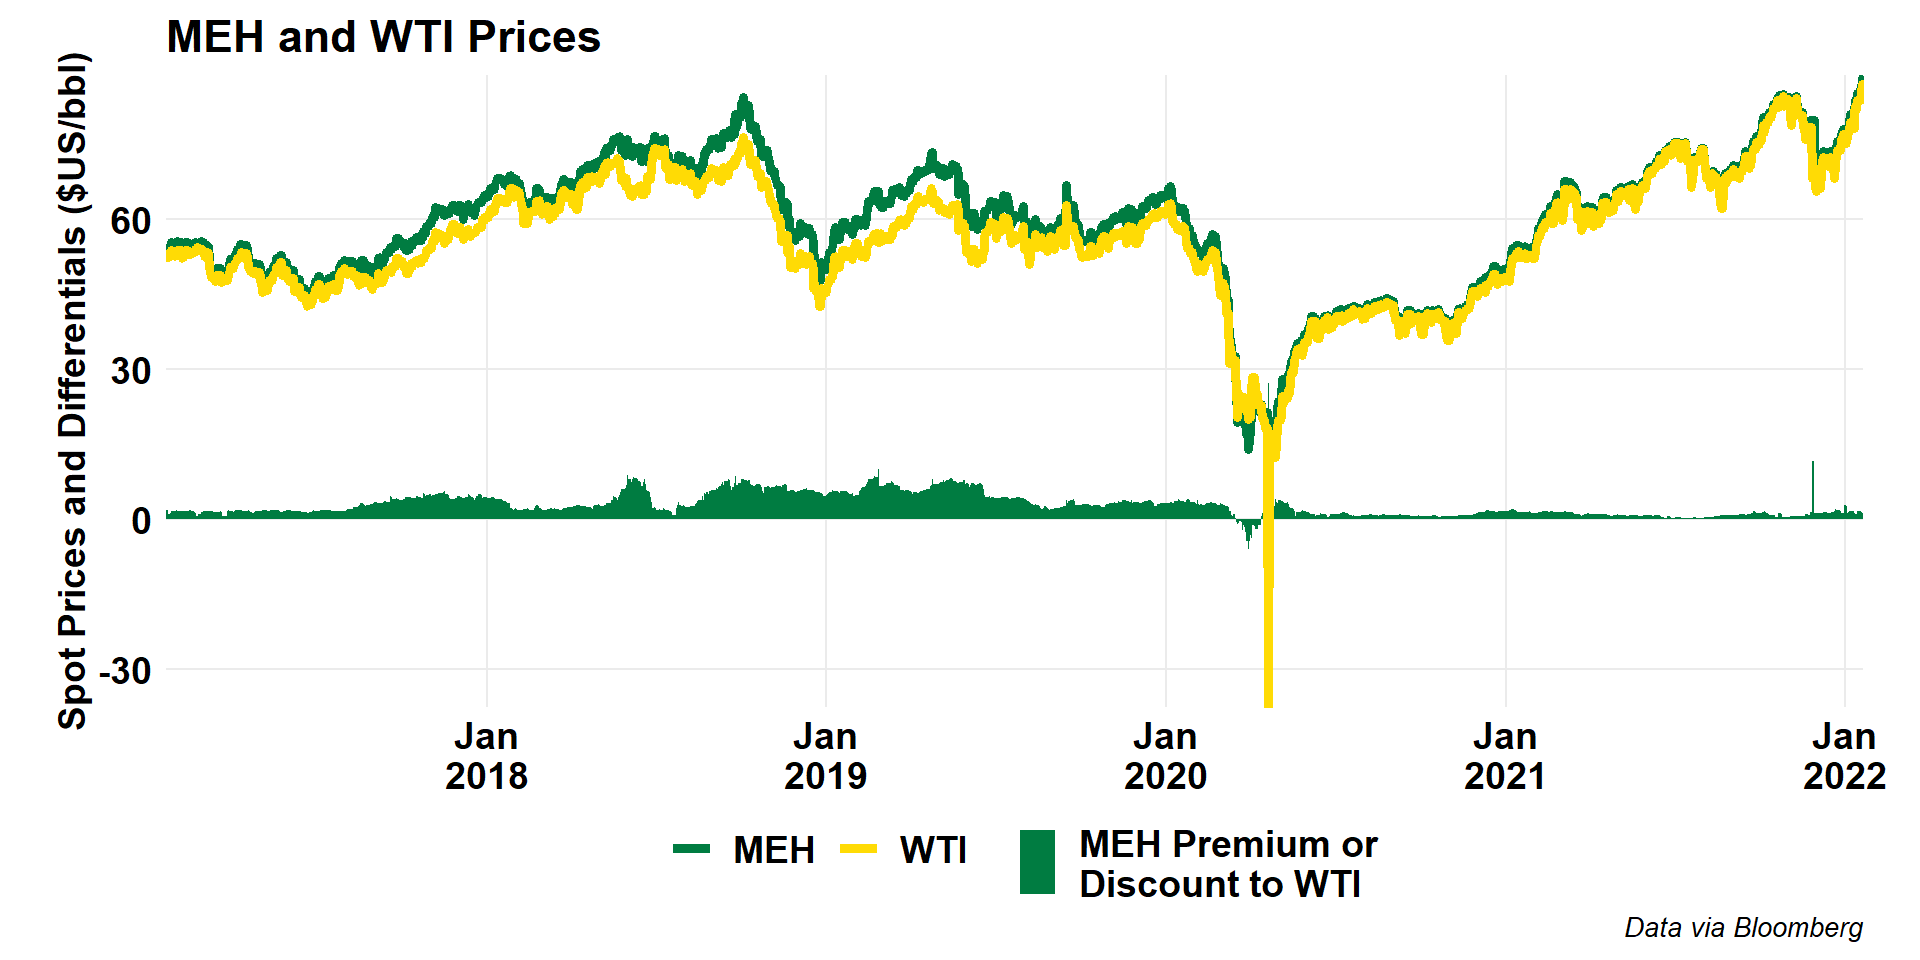 MEH and WTI Prices
Spot Prices and Differentials ($US/bbl)
60
30
0
-30
Jan
2018
Jan
2019
Jan
2020
Jan
2021
Jan
2022
MEH
WTI
MEH Premium or
Discount to WTI
Data via Bloomberg